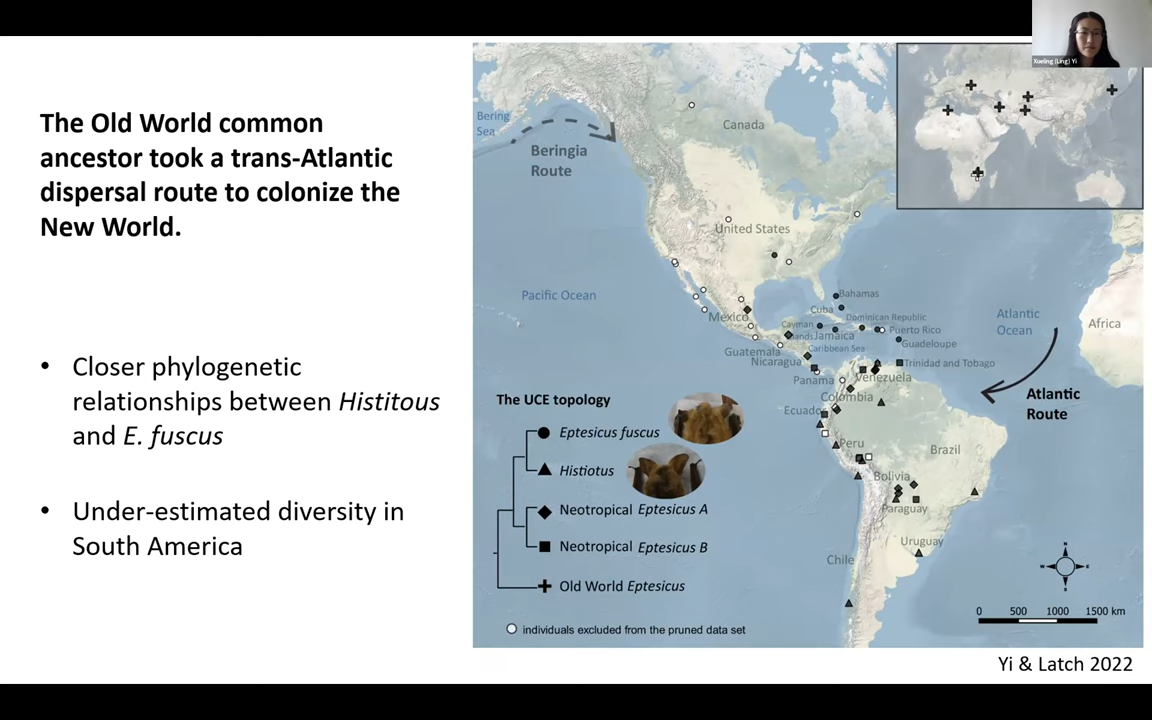 Xueling (Ling) Yi
The Old World common
ancestor took a trans-Atlantic
dispersal route to colonize the
New World.
• Closer phylogenetic
relationships between Histitous
and E. fuscus
• Under-estimated diversity in
South America
Bering
Sea
Beringia
Route
Canada
United States
Pacific Ocean
Mexico
Bahamas
Cuba
Cayman
Islands
Jamaica
Dominican Republic
Puerto Rico
Guadeloupe
Guatemala
Caribbean Sea
Nicaragua
Trinidad and Tobago
Panama
Venezuela
Colombia
Ecuador
Peru
Brazil
Bolivia
Paraguay
Uruguay
Chile
Atlantic
Ocean
Africa
Atlantic
Route
The UCE topology
Eptesicus fuscus
Histiotus
Neotropical Eptesicus A
Neotropical Eptesicus B
Old World Eptesicus
individuals excluded from the pruned data set
N
W
E
S
0 500 1000 1500 km
Yi & Latch 2022